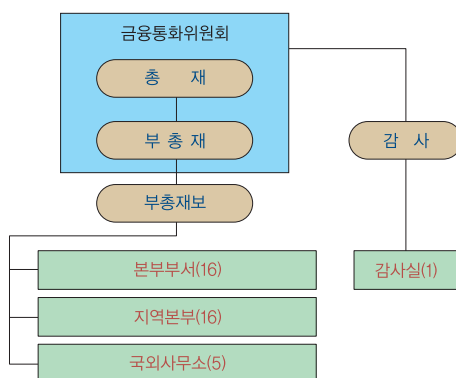 금융통화위원회
총 재
부 총 재
감 사
부총재보
본부부서(16)
감사실(1)
지역본부(16)
국외사무소(5)